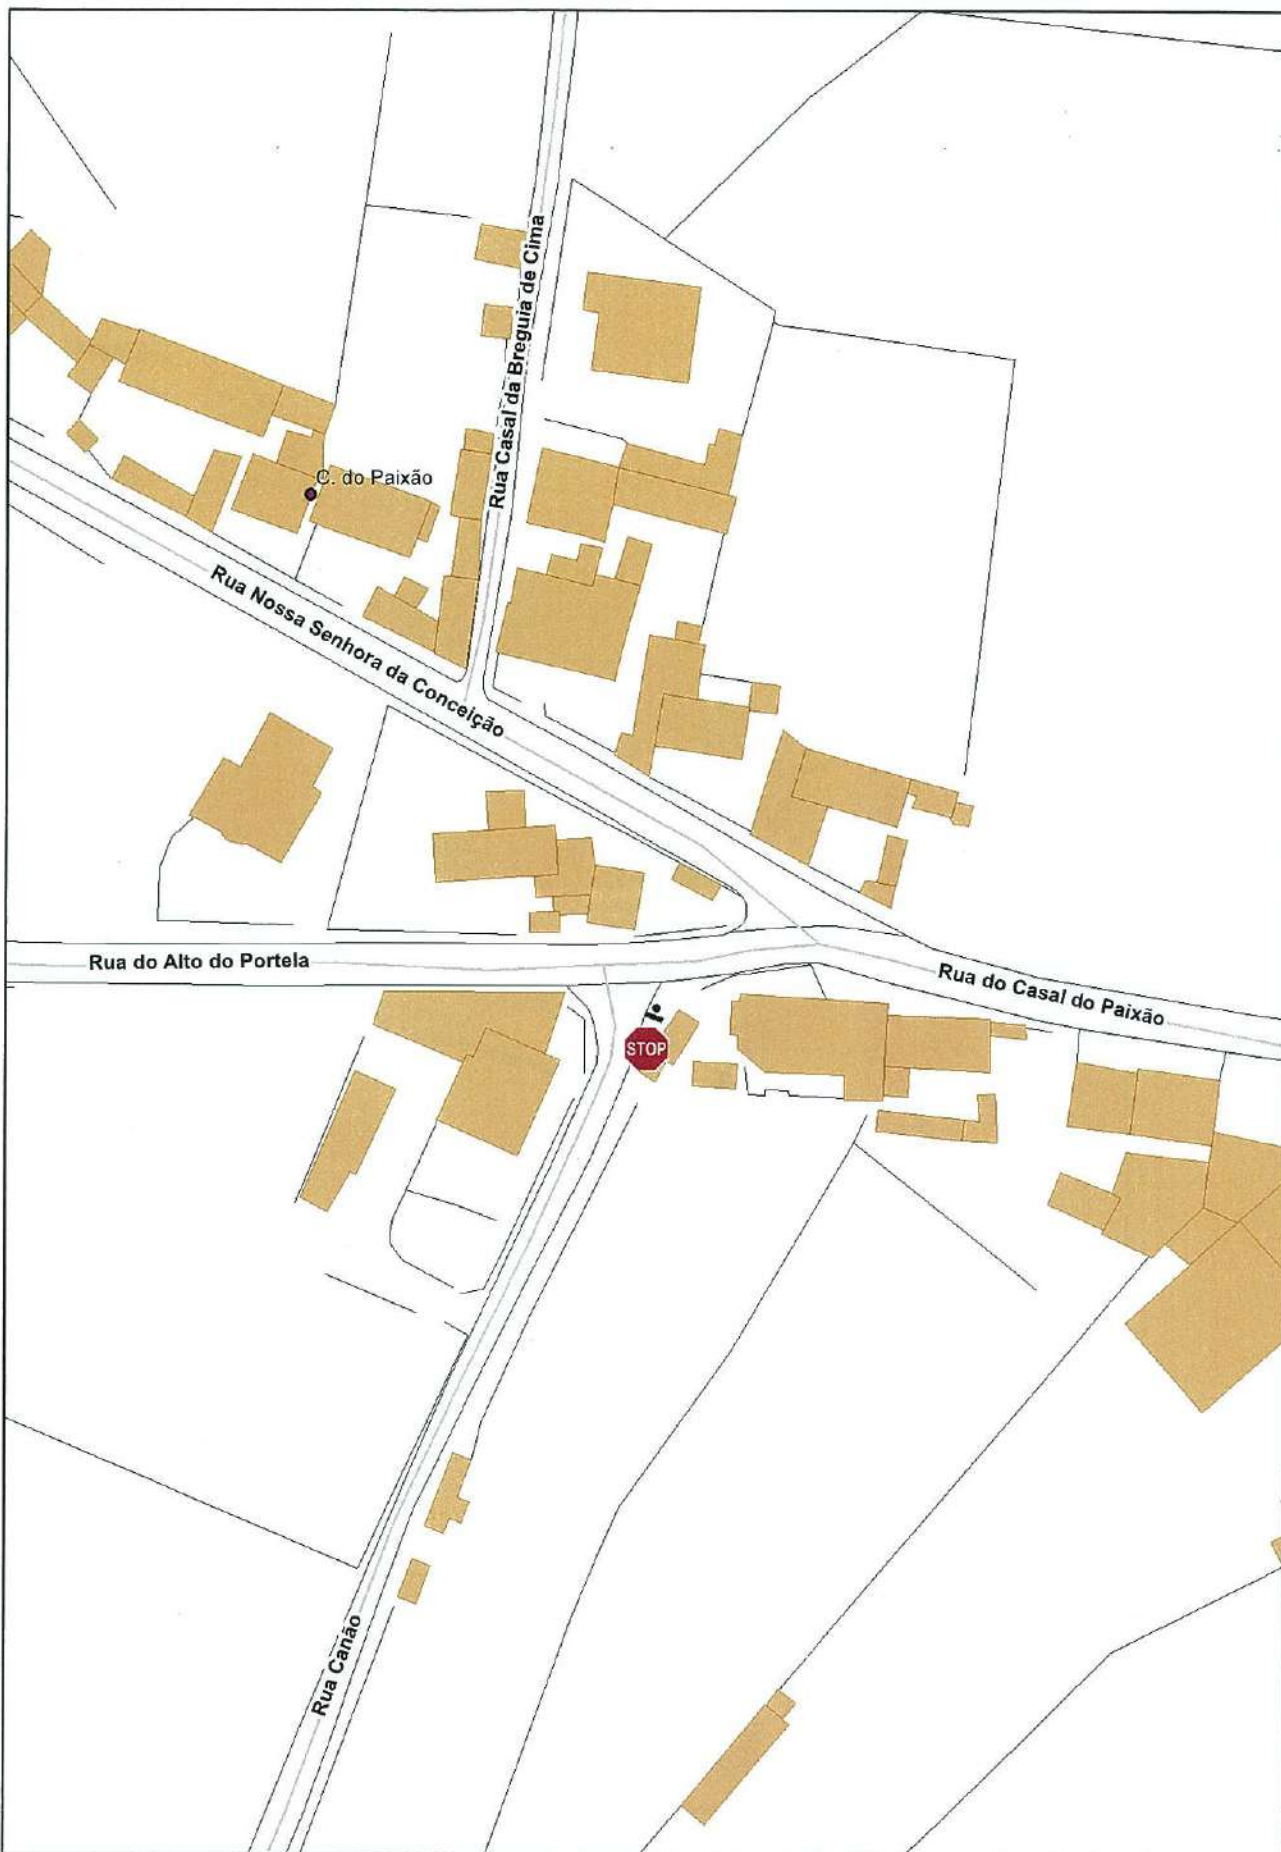 Rua Casal da Breguia de Cima
C. do Paixão
Rua Nossa Senhora da Conceição
Rua do Alto do Portela
Rua do Casal do Paixão
STOP
Rua Canão